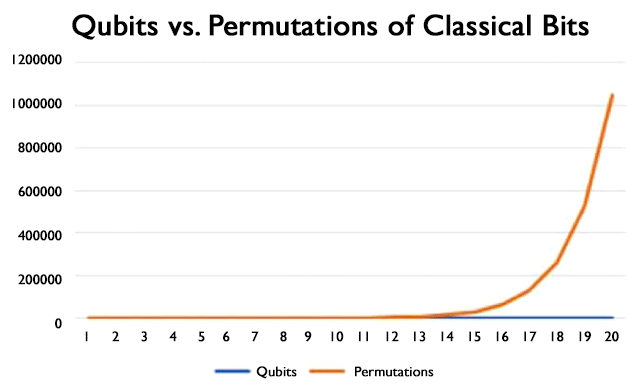 Qubits vs. Permutations of Classical Bits
1200000
1000000
800000
600000
400000
200000
0
1 2 3 4 5 6 7 8 9 10 11 12 13 14 15 16 17 18 19 20
Qubits Permutations